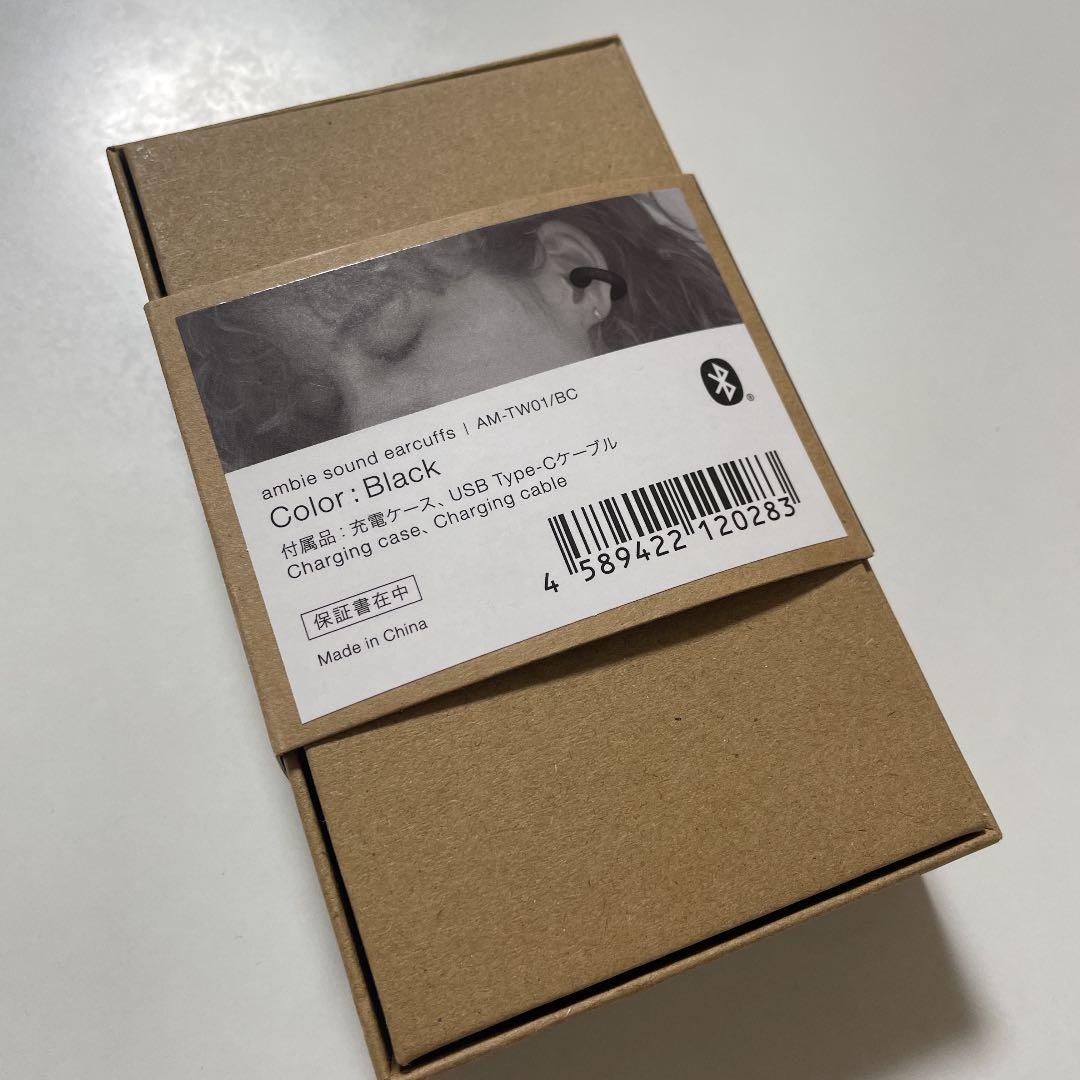 ambie sound earcuffs | AM-TW01/BC
Color : Black
付属品 : 充電ケース、USB Type-Cケーブル
Charging case、Charging cable
保証書在中
Made in China
4 589422 120283
®